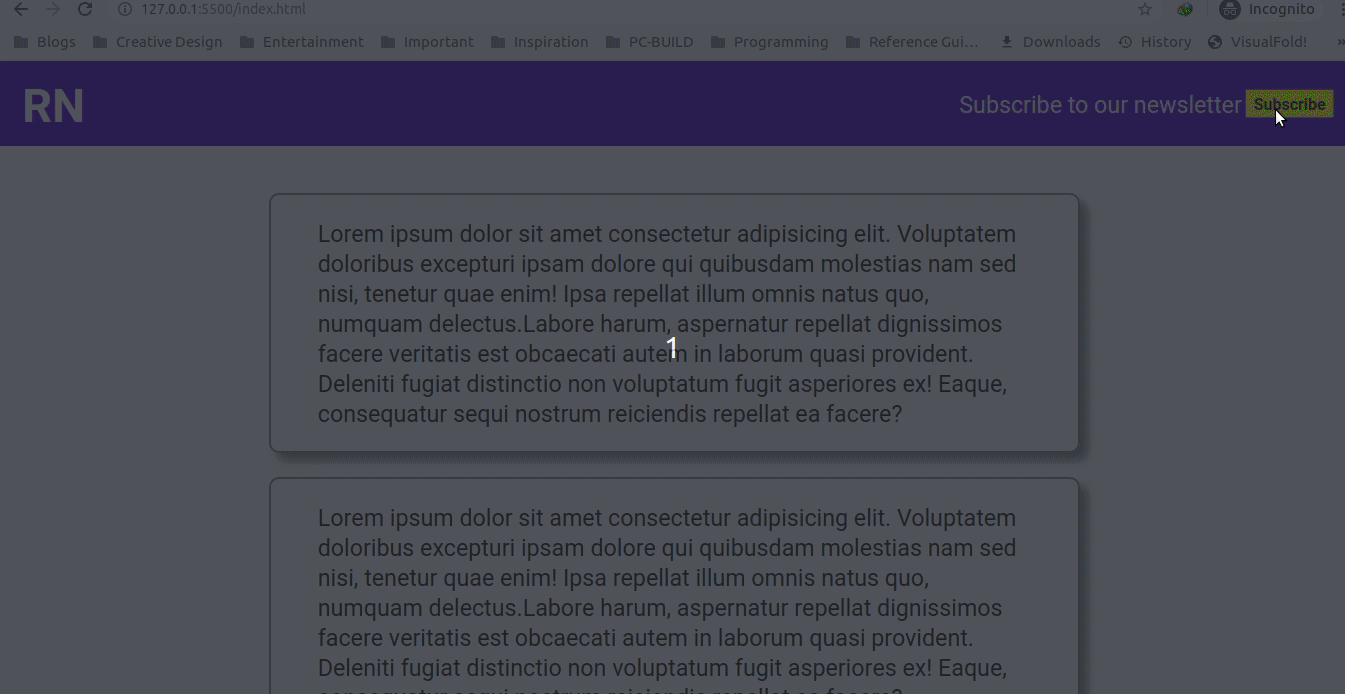 127.0.0.1:5500/index.html
Incognito
Blogs Creative Design Entertainment Important Inspiration PC-BUILD Programming Reference Gui... Downloads History VisualFold! »
RN
Subscribe to our newsletter Subscribe
Lorem ipsum dolor sit amet consectetur adipisicing elit. Voluptatem
doloribus excepturi ipsam dolore qui quibusdam molestias nam sed
nisi, tenetur quae enim! Ipsa repellat illum omnis natus quo,
numquam delectus.Labore harum, aspernatur repellat dignissimos
facere veritatis est obcaecati autem in laborum quasi provident.
1
Deleniti fugiat distinctio non voluptatum fugit asperiores ex! Eaque,
consequatur sequi nostrum reiciendis repellat ea facere?
Lorem ipsum dolor sit amet consectetur adipisicing elit. Voluptatem
doloribus excepturi ipsam dolore qui quibusdam molestias nam sed
nisi, tenetur quae enim! Ipsa repellat illum omnis natus quo,
numquam delectus.Labore harum, aspernatur repellat dignissimos
facere veritatis est obcaecati autem in laborum quasi provident.
Deleniti fugiat distinctio non voluptatum fugit asperiores ex! Eaque,